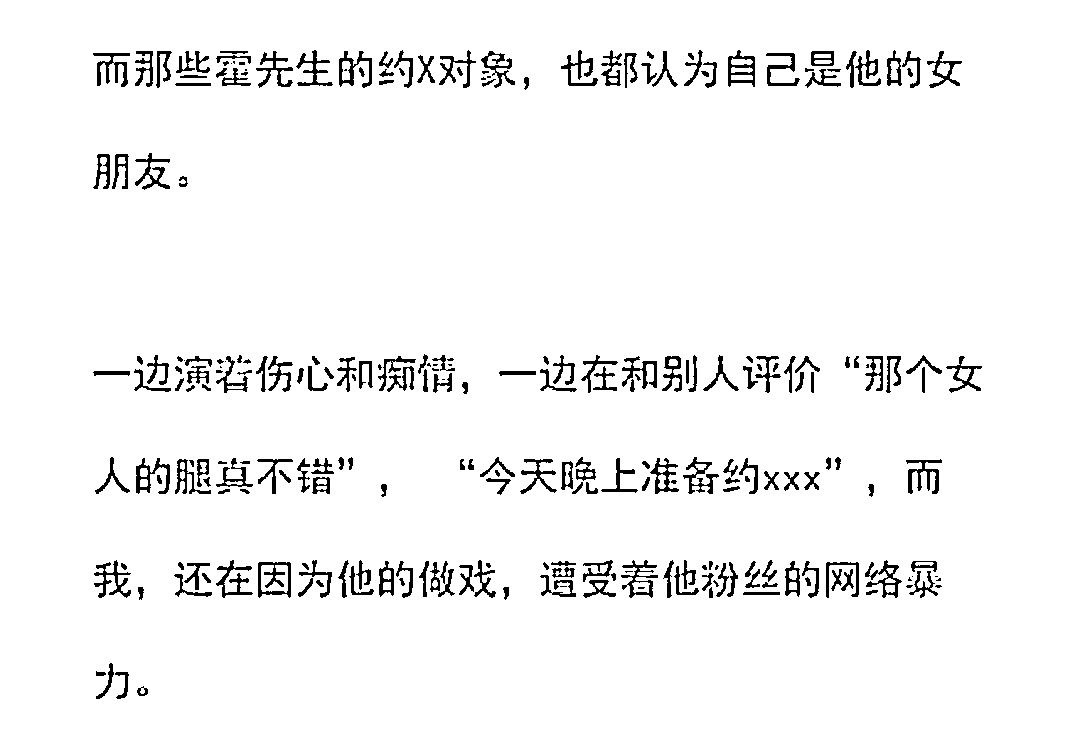 而那些霍先生的约X对象，也都认为自己是他的女
朋友。
一边演着伤心和痴情，一边在和别人评价“那个女
人的腿真不错”，“今天晚上准备约xxx”，而
我，还在因为他的做戏，遭受着他粉丝的网络暴
力。